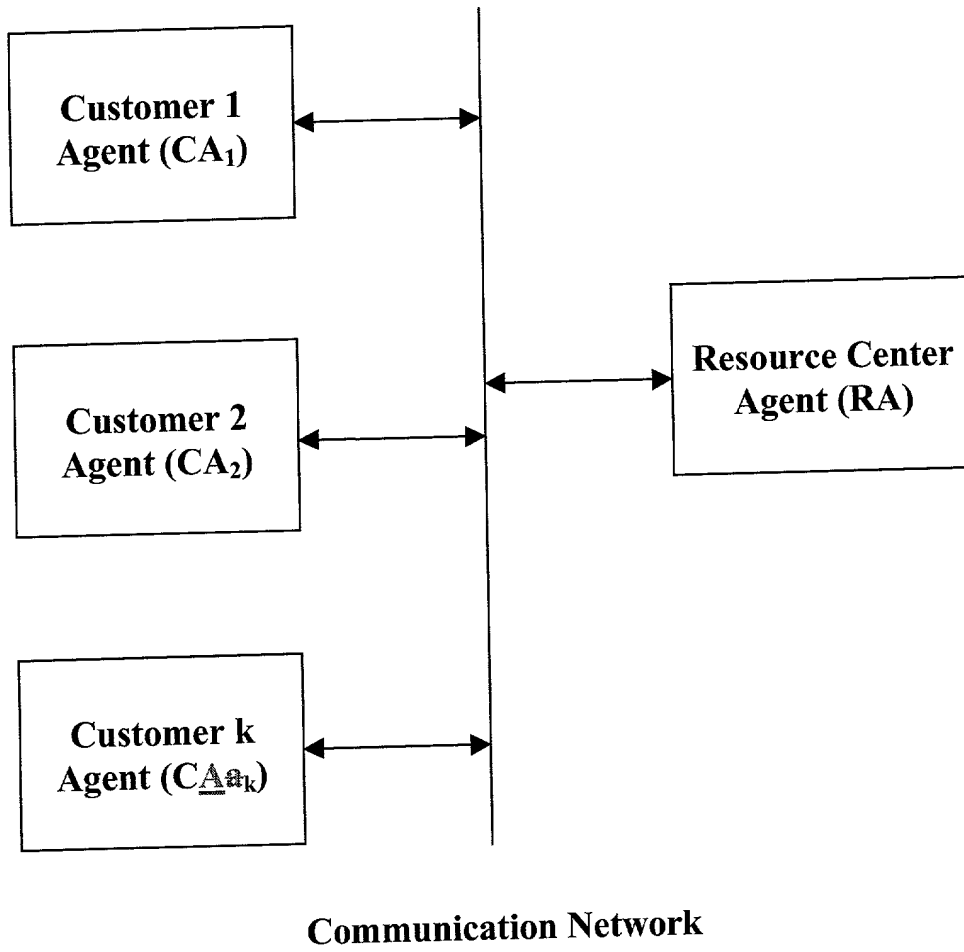 Customer 1
Agent (CA₁)
Resource Center
Agent (RA)
Customer 2
Agent (CA₂)
Customer k
Agent (CAaₖ)
Communication Network